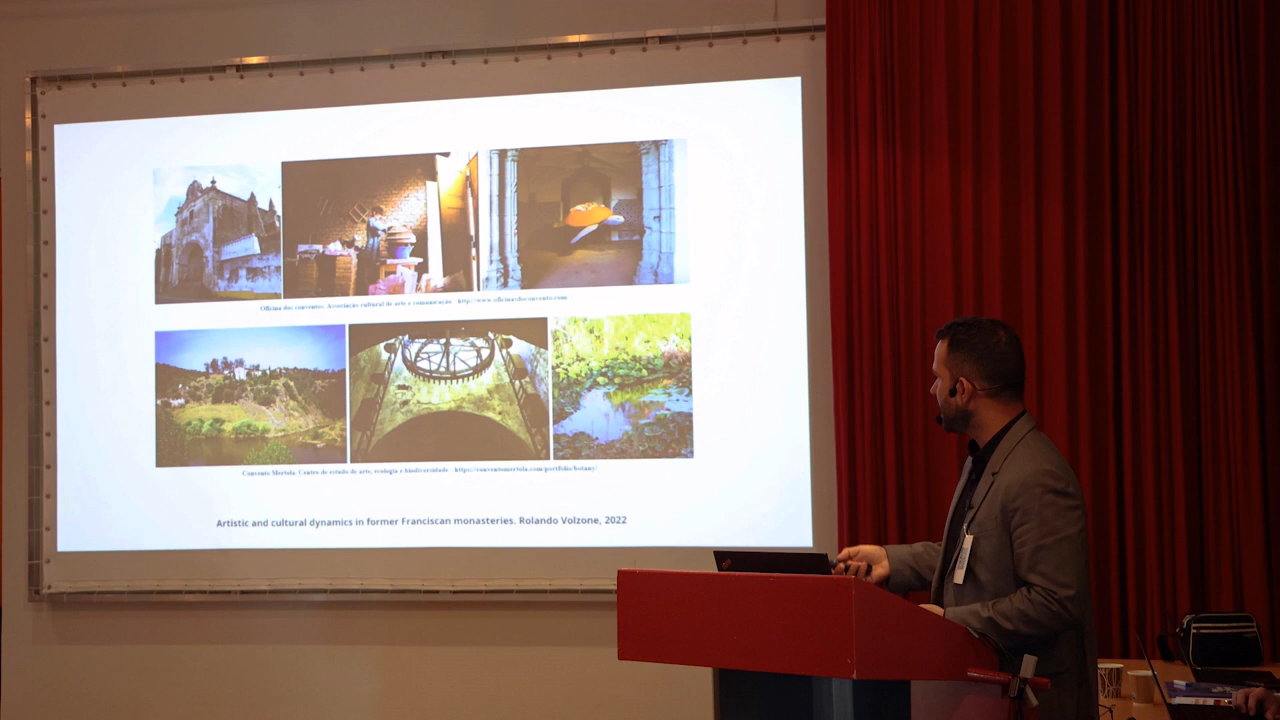 Oficina dos conventos. Associação cultural de arte e comunicação - http://www.oficinasdoconvento.com
Convento Mertola. Centro de estudo de arte, ecologia e biodiversidade - https://conventomertola.com/portfolio/botany/
Artistic and cultural dynamics in former Franciscan monasteries. Rolando Volzone, 2022